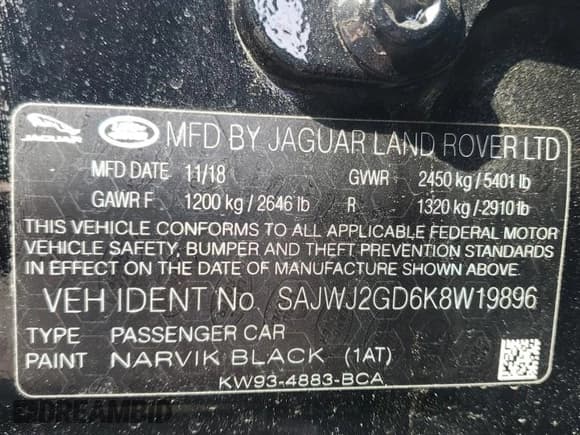 JAGUAR LAND ROVER MFD BY JAGUAR LAND ROVER LTD
MFD DATE 11/18 GVWR 2450 kg / 5401 lb
GAWR F 1200 kg / 2646 lb R 1320 kg /-2910 lb
THIS VEHICLE CONFORMS TO ALL APPLICABLE FEDERAL MOTOR
VEHICLE SAFETY, BUMPER AND THEFT PREVENTION STANDARDS
IN EFFECT ON THE DATE OF MANUFACTURE SHOWN ABOVE.
VEH IDENT No. SAJWJ2GD6K8W19896
TYPE PASSENGER CAR
PAINT NARVIK BLACK (1AT)
KW93-4883-BCA
DREAMBID